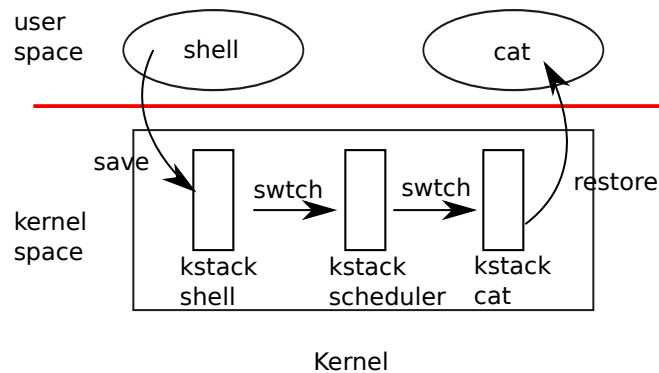 user
space
shell
cat
save
swtch
swtch
restore
kernel
space
kstack
shell
kstack
scheduler
kstack
cat
Kernel